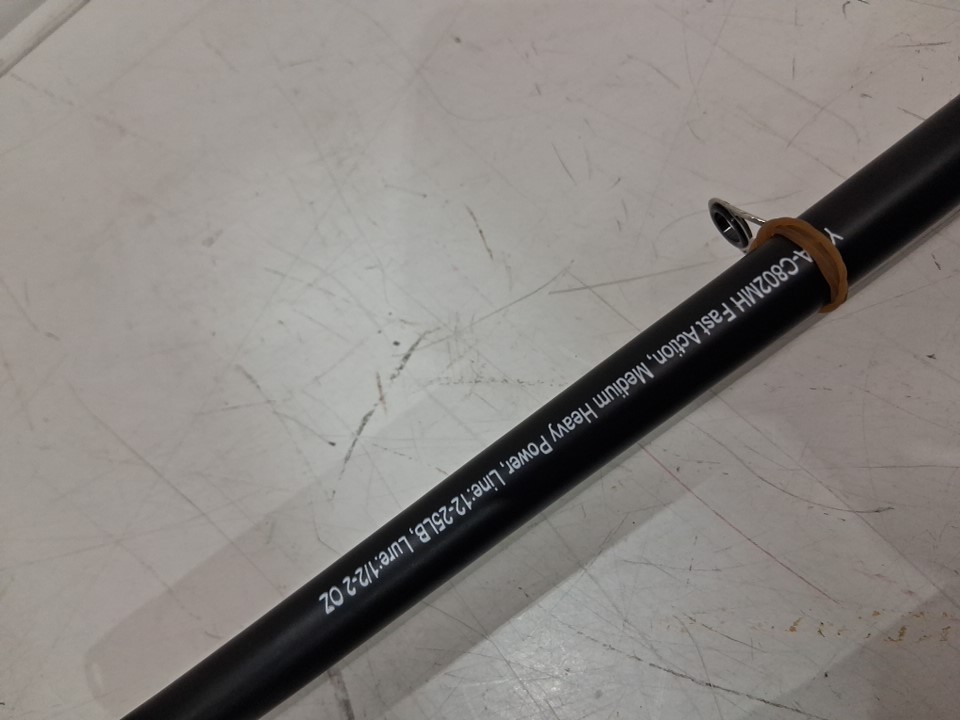 A-C802MH Fast Action, Medium Heavy Power, Line:12-25LB, Lure:1/2-2 OZ